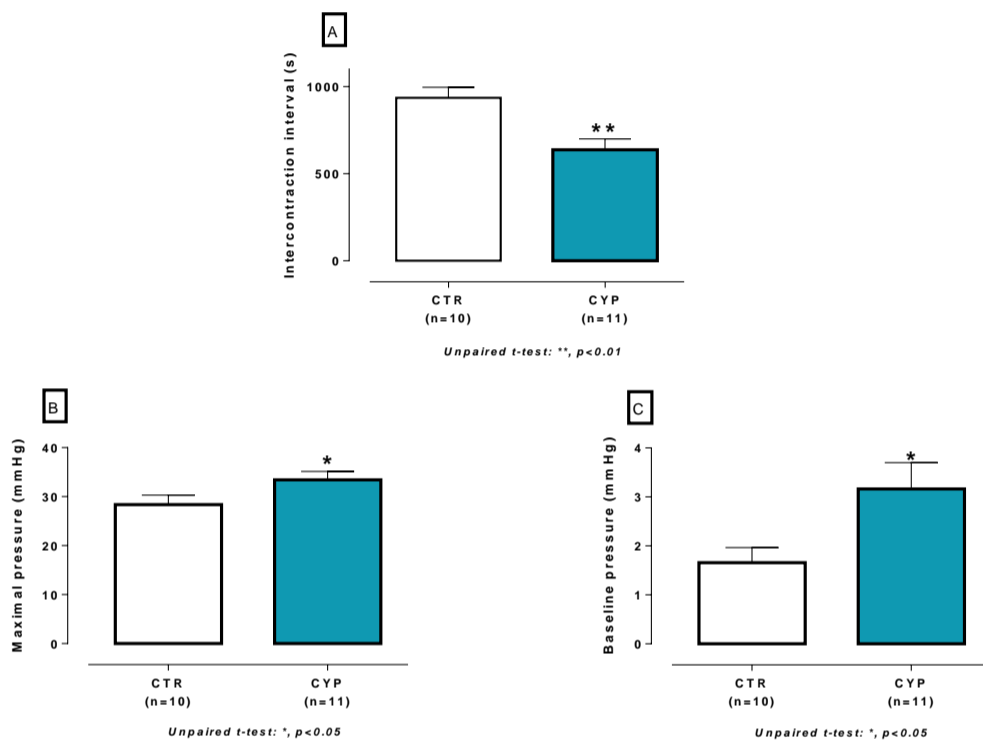 A
Intercontraction interval (s)
1000
500
0
**
CTR
(n=10)
CYP
(n=11)
Unpaired t-test: **, p<0.01
B
Maximal pressure (mmHg)
40
30
20
10
0
*
CTR
(n=10)
CYP
(n=11)
Unpaired t-test: *, p<0.05
C
Baseline pressure (mmHg)
4
3
2
1
0
*
CTR
(n=10)
CYP
(n=11)
Unpaired t-test: *, p<0.05